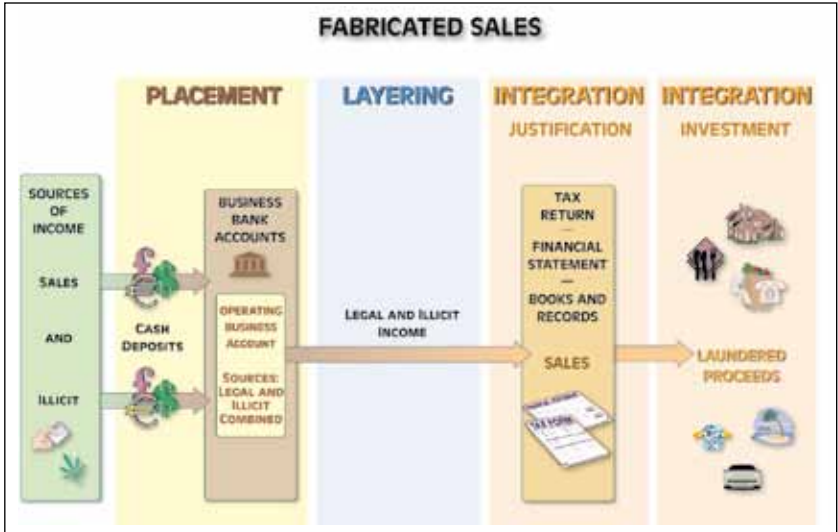 FABRICATED SALES
PLACEMENT
LAYERING
INTEGRATION
JUSTIFICATION
INTEGRATION
INVESTMENT
SOURCES
OF
INCOME
SALES
AND
ILLICIT
CASH
DEPOSITS
BUSINESS
BANK
ACCOUNTS
OPERATING
BUSINESS
ACCOUNT
SOURCES:
LEGAL AND
ILLICIT
COMBINED
LEGAL AND ILLICIT
INCOME
TAX
RETURN
—
FINANCIAL
STATEMENT
—
BOOKS AND
RECORDS
SALES
TAX FORM
LAUNDERED
PROCEEDS